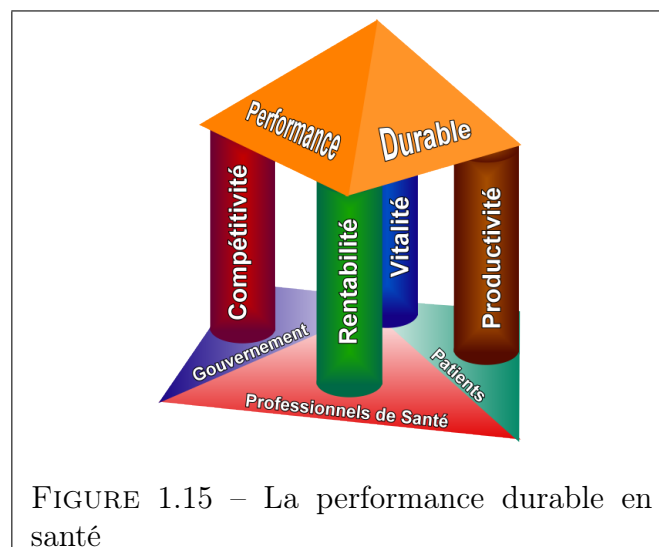 Performance
Durable
Compétitivité
Rentabilité
Vitalité
Productivité
Gouvernement
Professionnels de Santé
Patients
FIGURE 1.15 – La performance durable en
santé